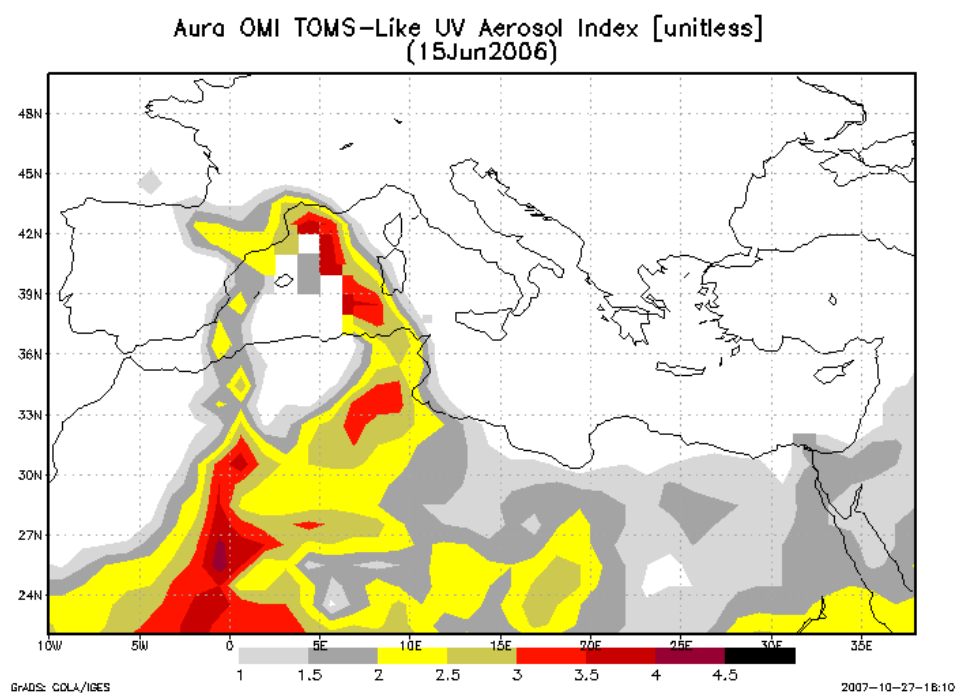 Aura OMI TOMS-Like UV Aerosol Index [unitless]
(15Jun2006)
48N
45N
42N
39N
36N
33N
30N
27N
24N
10W 5W 0 5E 10E 15E 20E 25E 30E 35E
1 1.5 2 2.5 3 3.5 4 4.5
GrADS: COLA/IGES 2007-10-27-16:10